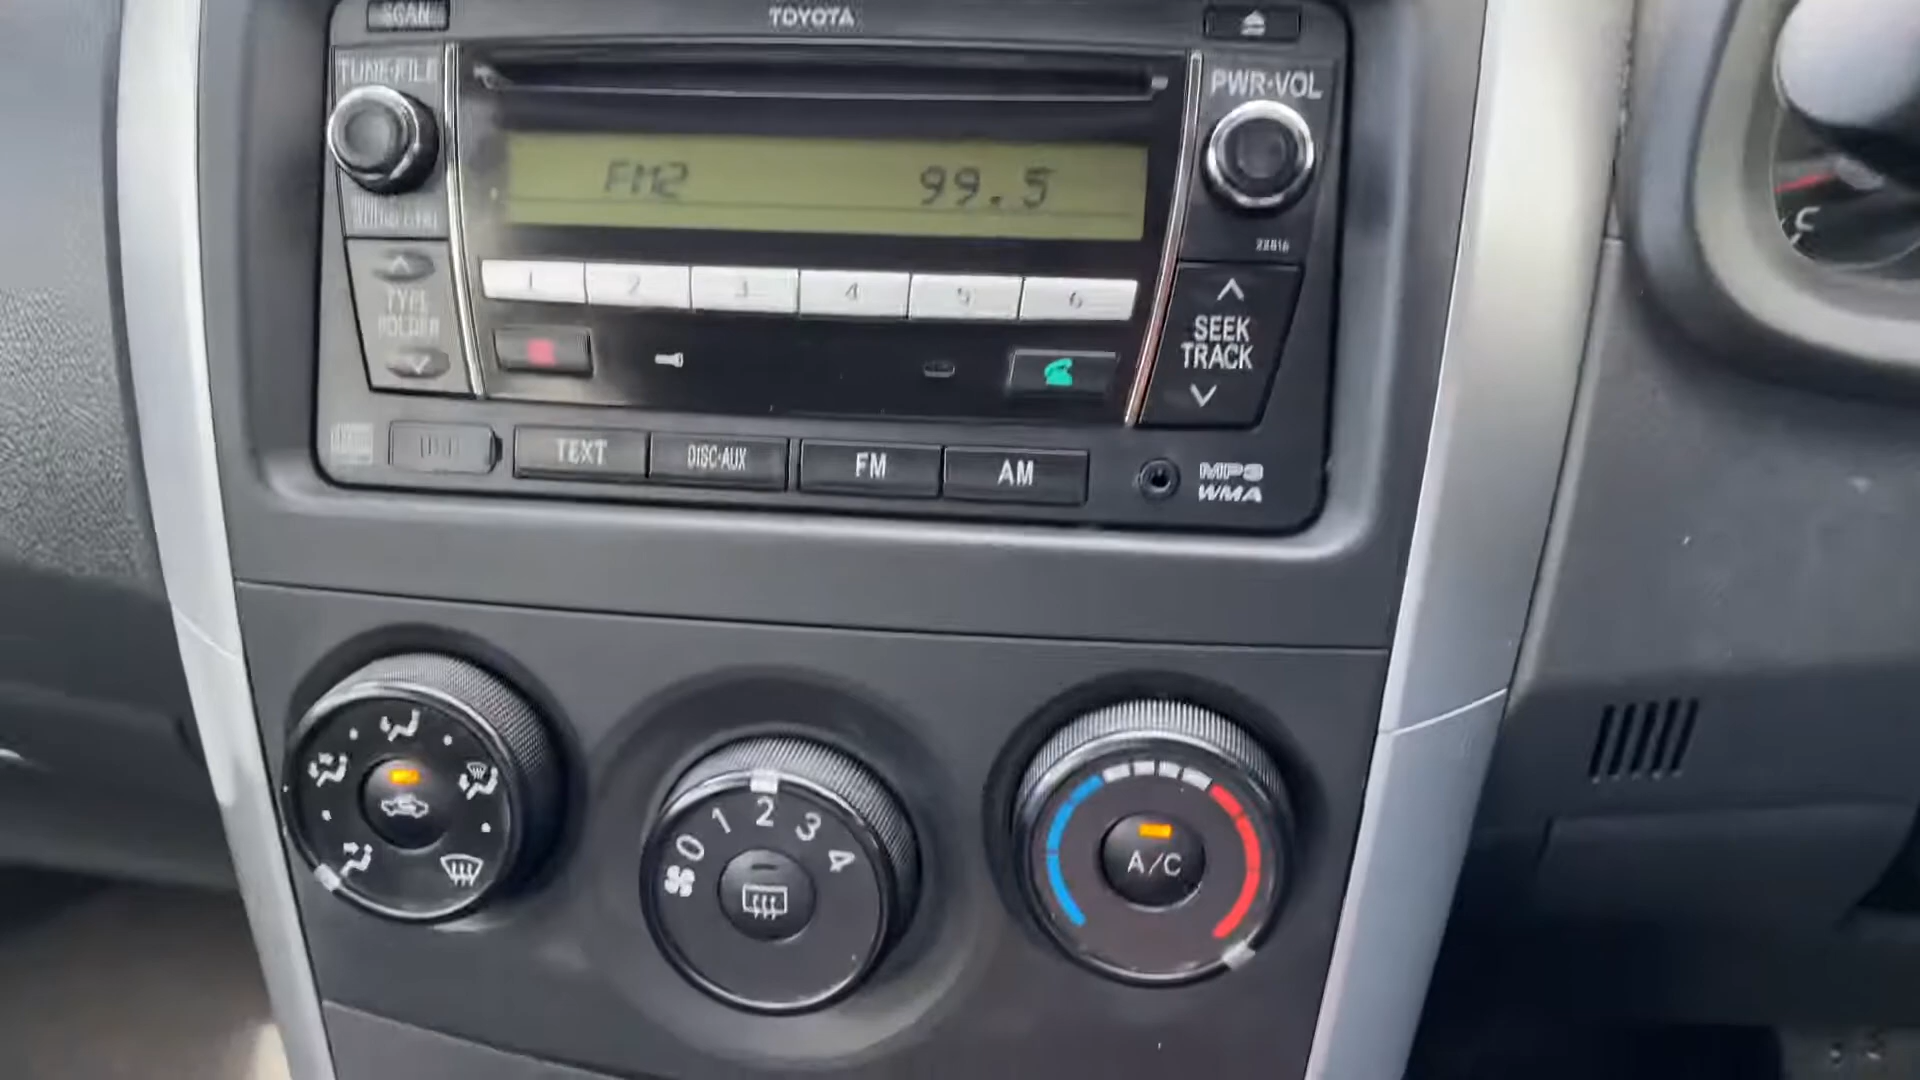 SCAN
TOYOTA
TUNE·FILE
PWR·VOL
FM2
99.5
1
2
3
4
5
6
TYPE
FOLDER
SEEK
TRACK
TEXT
DISC·AUX
FM
AM
MP3
WMA
0
1
2
3
4
A/C
C